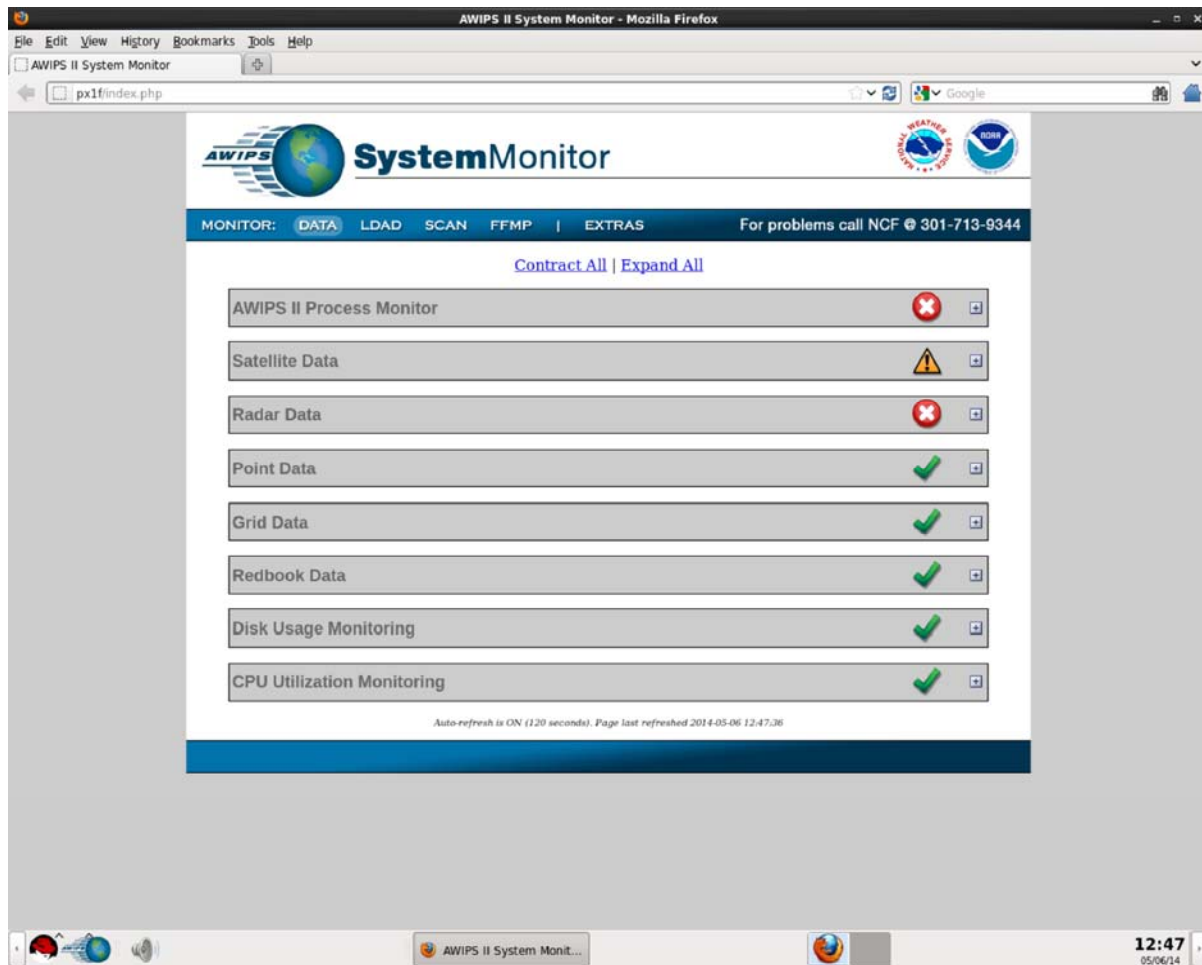 AWIPS II System Monitor - Mozilla Firefox
File Edit View History Bookmarks Tools Help
AWIPS II System Monitor
px1f/index.php
Google
AWIPS
SystemMonitor
NATIONAL WEATHER SERVICE
NOAA
MONITOR: DATA LDAD SCAN FFMP | EXTRAS
For problems call NCF @ 301-713-9344
Contract All | Expand All
AWIPS II Process Monitor
Satellite Data
Radar Data
Point Data
Grid Data
Redbook Data
Disk Usage Monitoring
CPU Utilization Monitoring
Auto-refresh is ON (120 seconds). Page last refreshed 2014-05-06 12:47:36
AWIPS II System Monit...
12:47
05/06/14